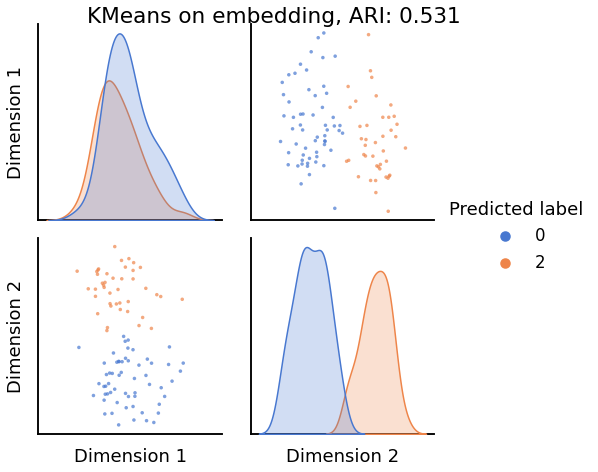 KMeans on embedding, ARI: 0.531
Dimension 1
Predicted label
0
2
Dimension 2
Dimension 1
Dimension 2